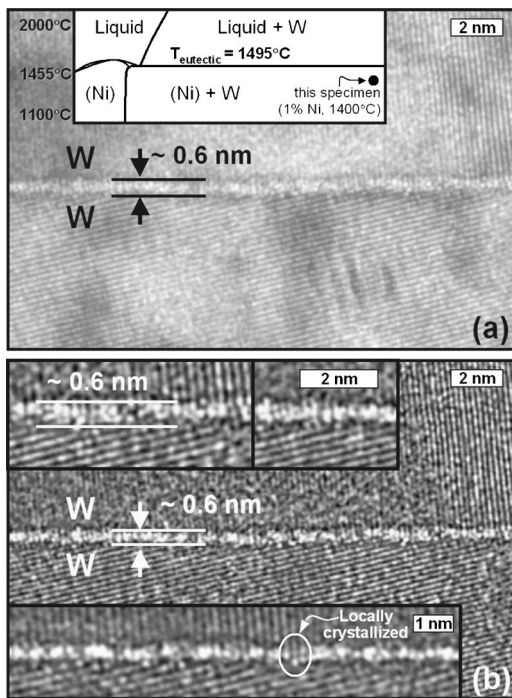 2000°C
Liquid
Liquid + W
T eutectic = 1495°C
1455°C
(Ni)
(Ni) + W
this specimen
(1% Ni, 1400°C)
1100°C
2 nm
W
~ 0.6 nm
W
(a)
~ 0.6 nm
2 nm
2 nm
W
~ 0.6 nm
W
Locally
crystallized
1 nm
(b)